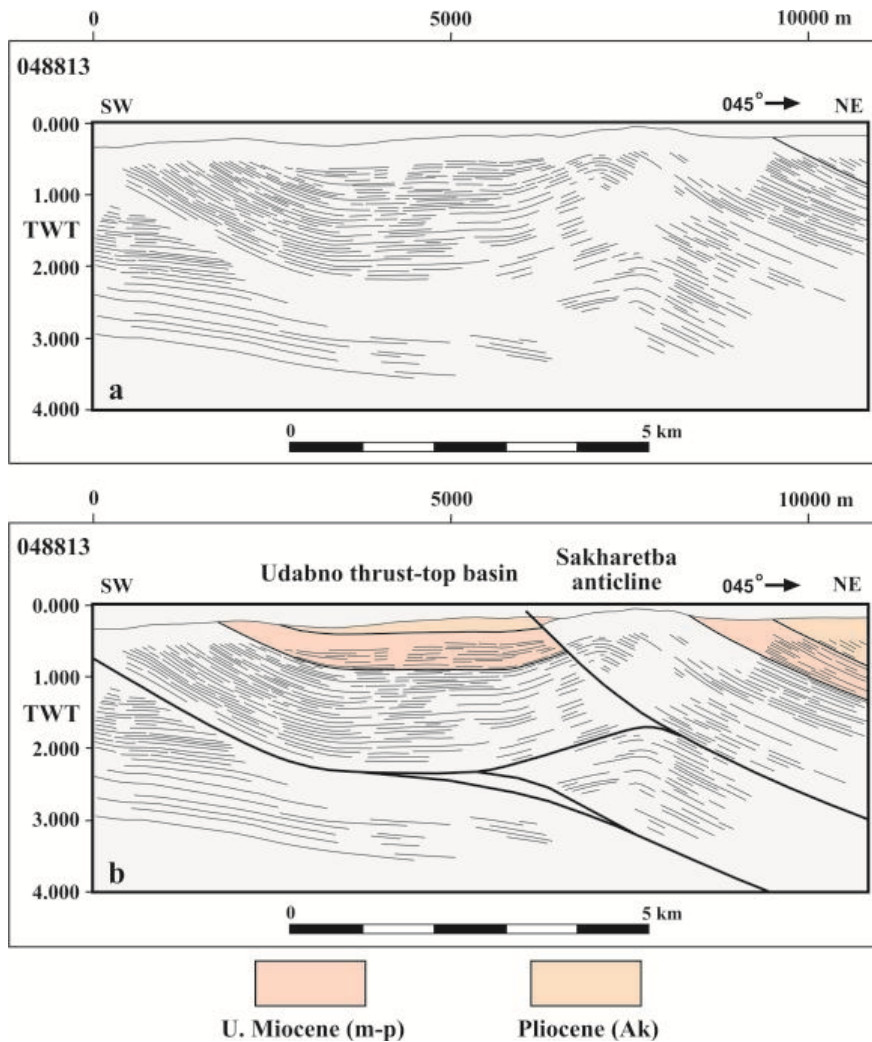 0 5000 10000 m
048813
SW 045° NE
0.000
1.000
TWT
2.000
3.000
4.000
a
0 5 km
0 5000 10000 m
048813
Udabno thrust-top basin
Sakharetba
anticline
SW 045° NE
0.000
1.000
TWT
2.000
3.000
4.000
b
0 5 km
U. Miocene (m-p) Pliocene (Ak)